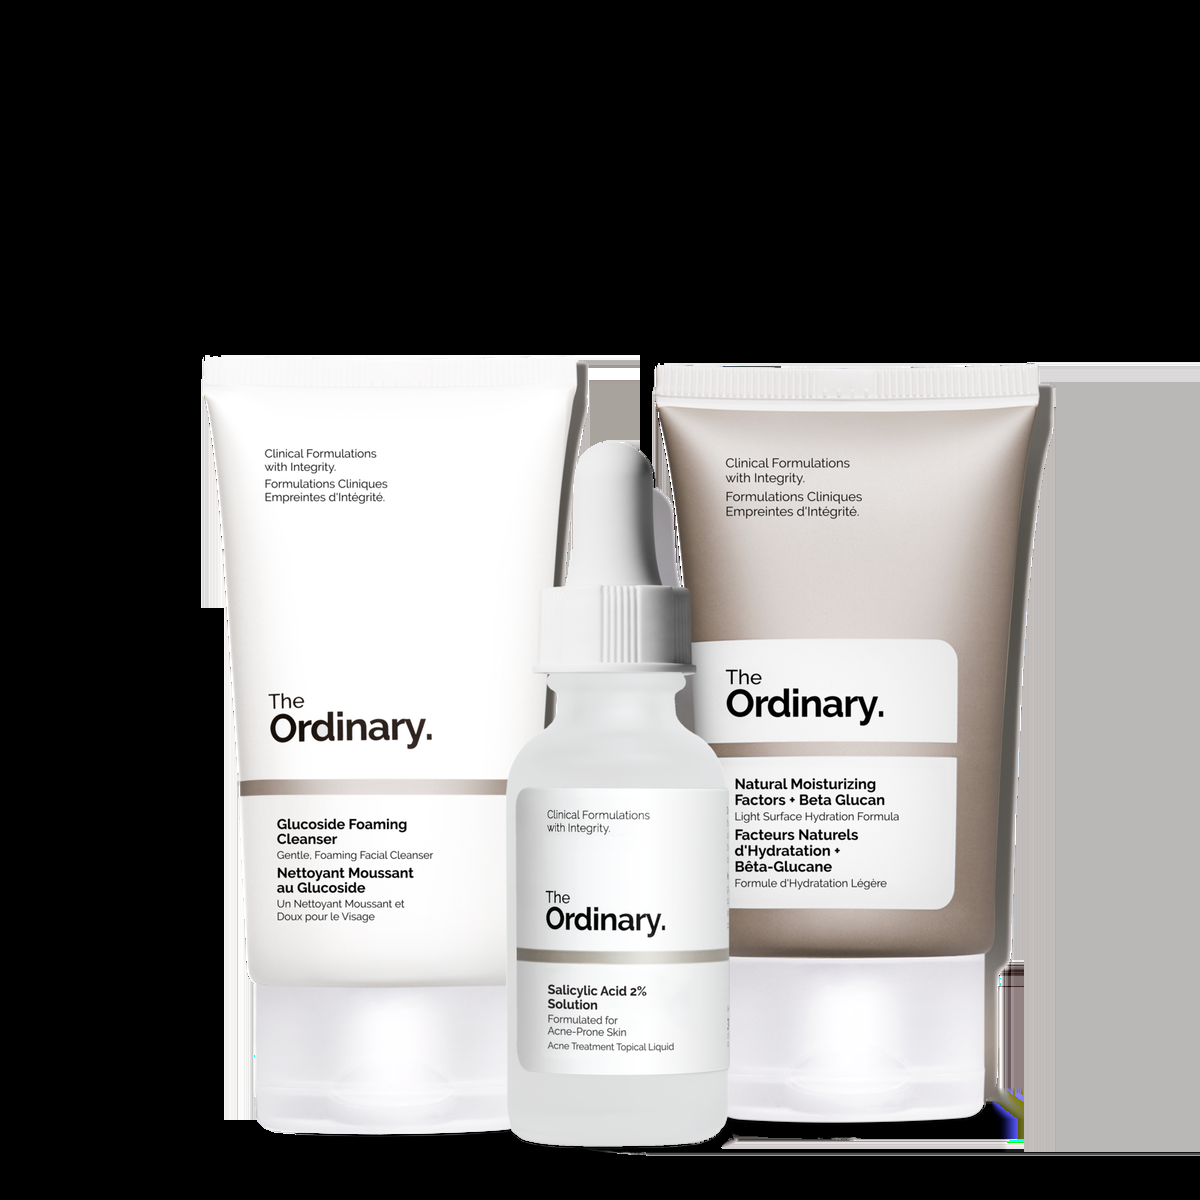 Clinical Formulations
with Integrity.
Formulations Cliniques
Empreintes d'Intégrité.
The
Ordinary.
Glucoside Foaming
Cleanser
Gentle, Foaming Facial Cleanser
Nettoyant Moussant
au Glucoside
Un Nettoyant Moussant et
Doux pour le Visage
Clinical Formulations
with Integrity.
The
Ordinary.
Salicylic Acid 2%
Solution
Formulated for
Acne-Prone Skin
Acne Treatment Topical Liquid
Clinical Formulations
with Integrity.
Formulations Cliniques
Empreintes d'Intégrité.
The
Ordinary.
Natural Moisturizing
Factors + Beta Glucan
Light Surface Hydration Formula
Facteurs Naturels
d'Hydratation +
Bêta-Glucane
Formule d'Hydratation Légère